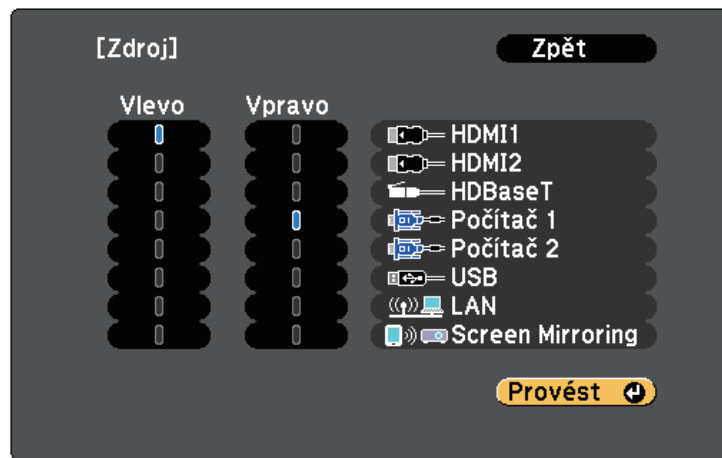 [Zdroj] Zpět
Vlevo Vpravo
HDMI1
HDMI2
HDBaseT
Počítač 1
Počítač 2
USB
LAN
Screen Mirroring
Provést